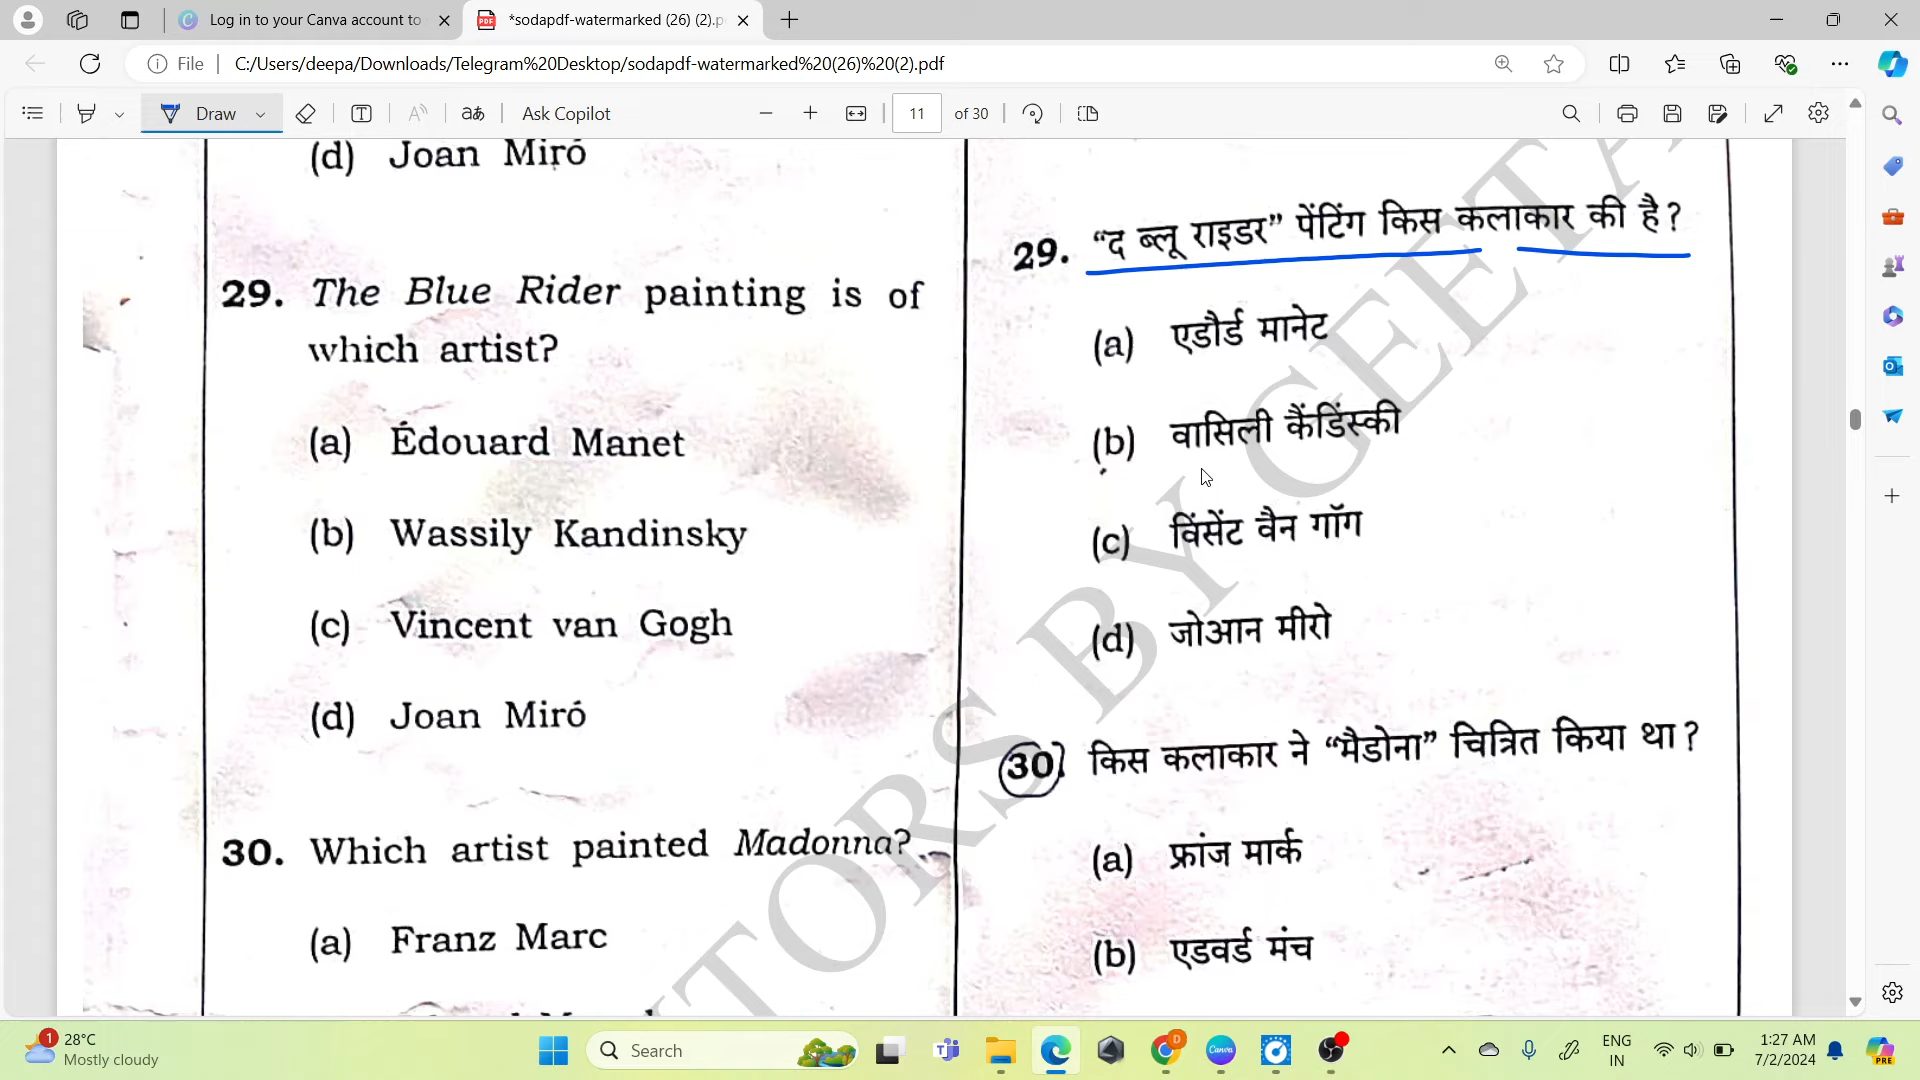 Log in to your Canva account to
*sodapdf-watermarked (26) (2).p
File
C:/Users/deepa/Downloads/Telegram%20Desktop/sodapdf-watermarked%20(26)%20(2).pdf
Draw
Ask Copilot
11
of 30
(d) Joan Miró
29. The Blue Rider painting is of
which artist?
(a) Édouard Manet
(b) Wassily Kandinsky
(c) Vincent van Gogh
(d) Joan Miró
30. Which artist painted Madonna?
(a) Franz Marc
29. “द ब्लू राइडर” पेंटिंग किस कलाकार की है?
(a) एडौर्ड मानेट
(b) वासिली कैंडिंस्की
(c) विंसेंट वैन गॉग
(d) जोआन मीरो
30. किस कलाकार ने “मैडोना” चित्रित किया था?
(a) फ्रांज मार्क
(b) एडवर्ड मंच
TORS BY GEETA
1
28°C
Mostly cloudy
Search
Canva
D
ENG
IN
1:27 AM
7/2/2024
PRE